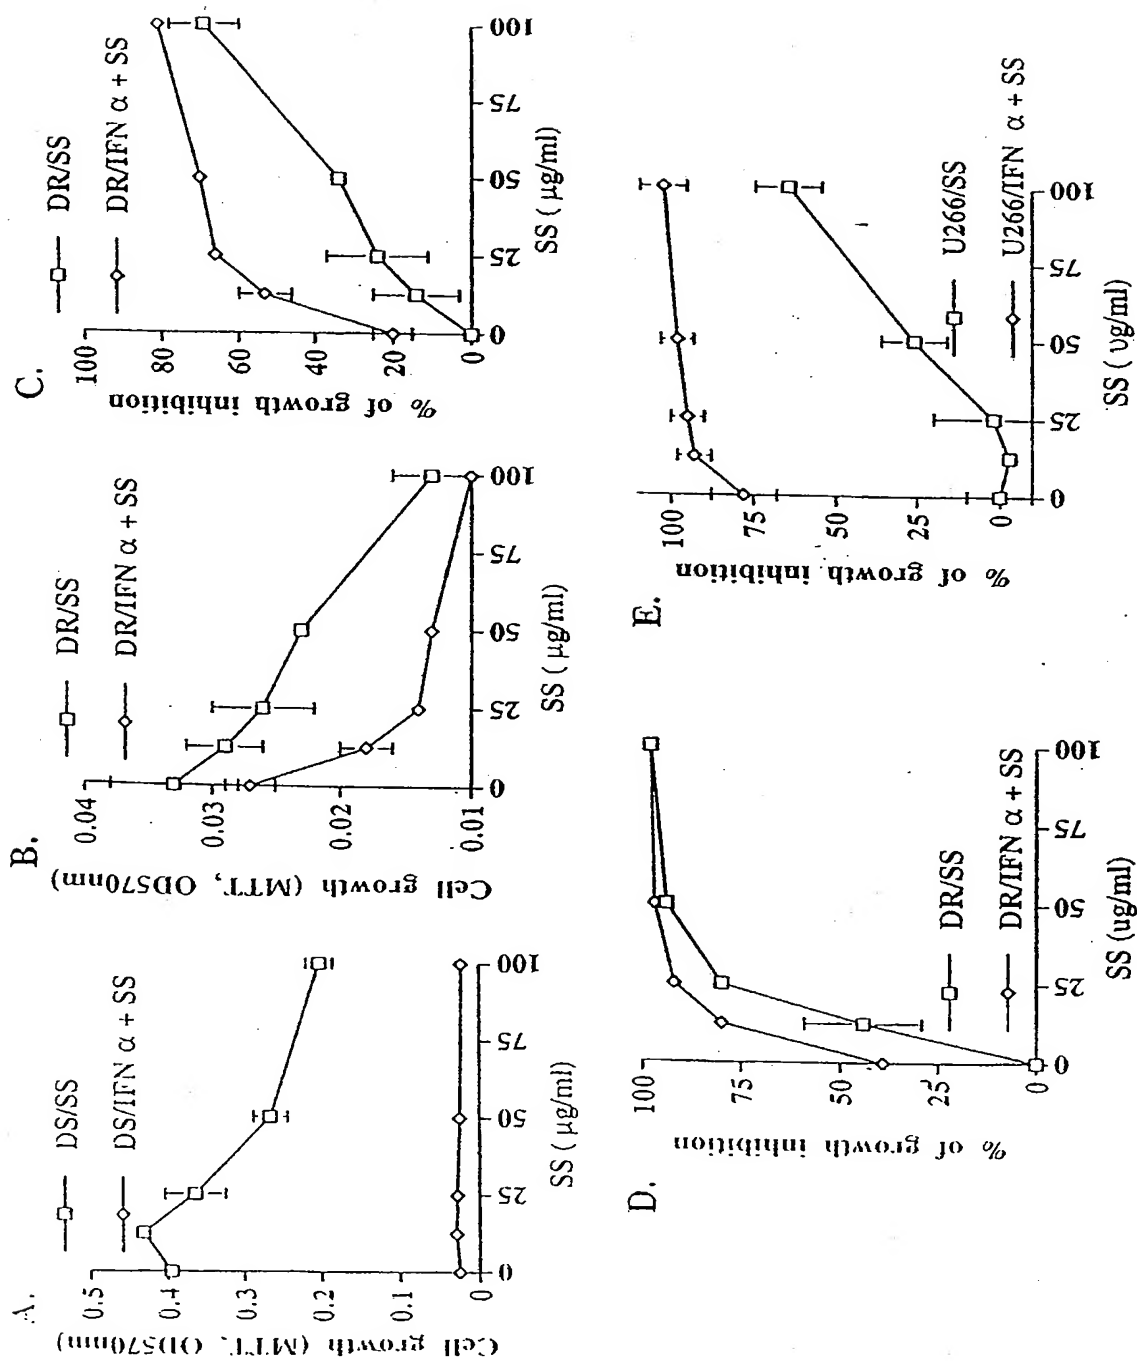 A.
DS/SS
DS/IFN α + SS
Cell growth (MTT, OD570nm)
0.5
0.4
0.3
0.2
0.1
0
0
25
50
75
100
SS ( μg/ml)
B.
DR/SS
DR/IFN α + SS
Cell growth (MTT, OD570nm)
0.04
0.03
0.02
0.01
0
25
50
75
100
SS ( μg/ml)
C.
DR/SS
DR/IFN α + SS
% of growth inhibition
100
80
60
40
20
0
0
25
50
75
100
SS ( μg/ml)
D.
% of growth inhibition
100
75
50
25
0
0
25
50
75
100
DR/SS
DR/IFN α + SS
SS (ug/ml)
E.
% of growth inhibition
100
75
50
25
0
0
25
50
75
100
U266/SS
U266/IFN α + SS
SS ( υg/ml)